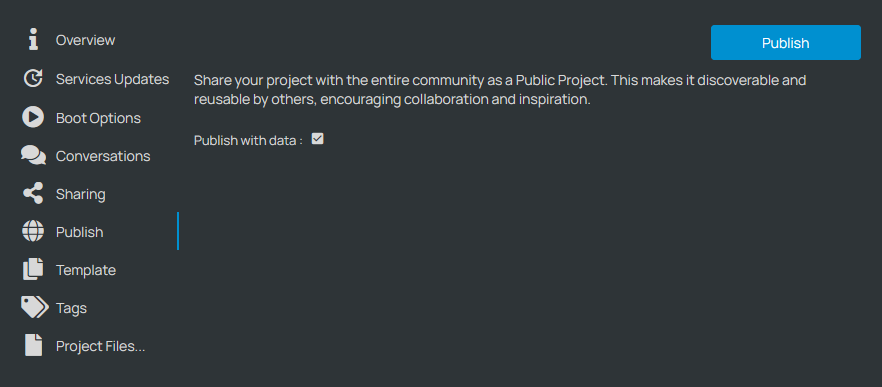 Overview
Services Updates
Boot Options
Conversations
Sharing
Publish
Template
Tags
Project Files...
Publish
Share your project with the entire community as a Public Project. This makes it discoverable and
reusable by others, encouraging collaboration and inspiration.
Publish with data :